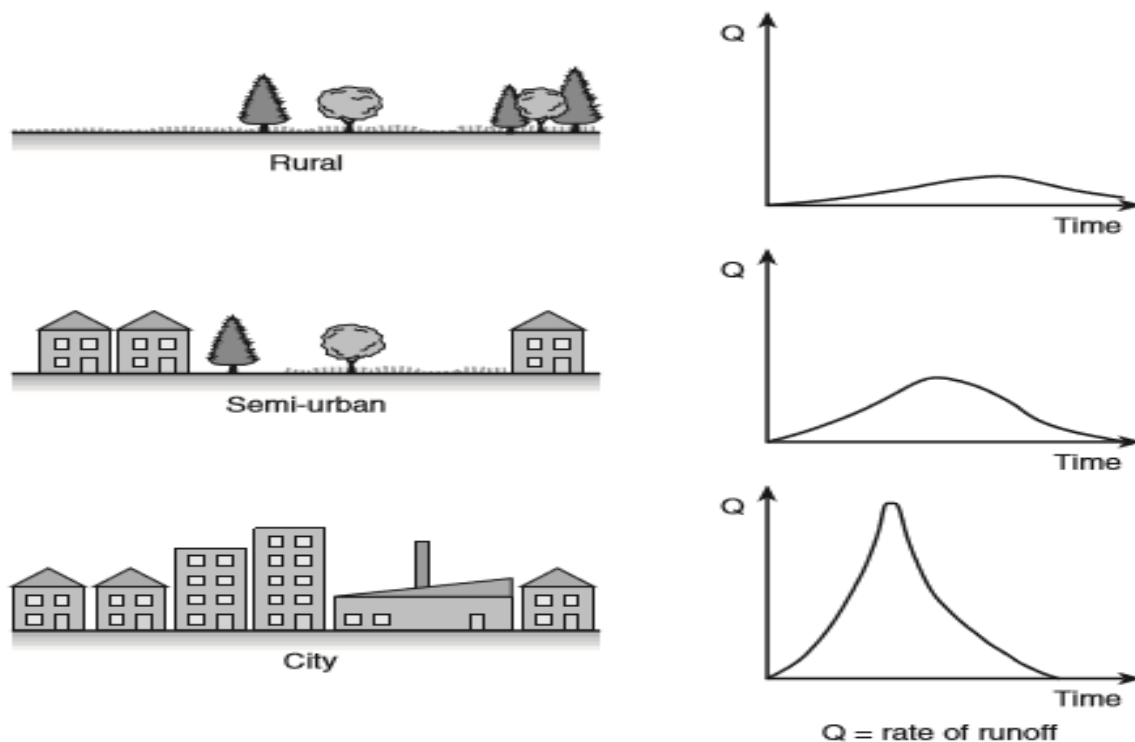 Q
Rural
Time
Q
Semi-urban
Time
Q
City
Time
Q = rate of runoff